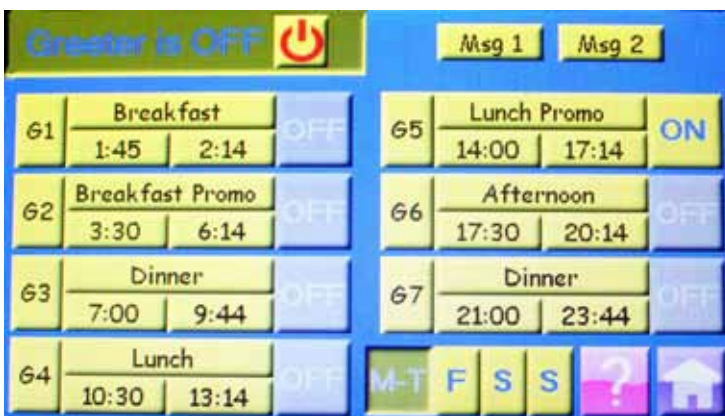 Greeter is OFF
Msg 1 Msg 2
G1 Breakfast OFF
1:45 2:14
G2 Breakfast Promo OFF
3:30 6:14
G3 Dinner OFF
7:00 9:44
G4 Lunch OFF
10:30 13:14
G5 Lunch Promo ON
14:00 17:14
G6 Afternoon OFF
17:30 20:14
G7 Dinner OFF
21:00 23:44
M-T F S S ?